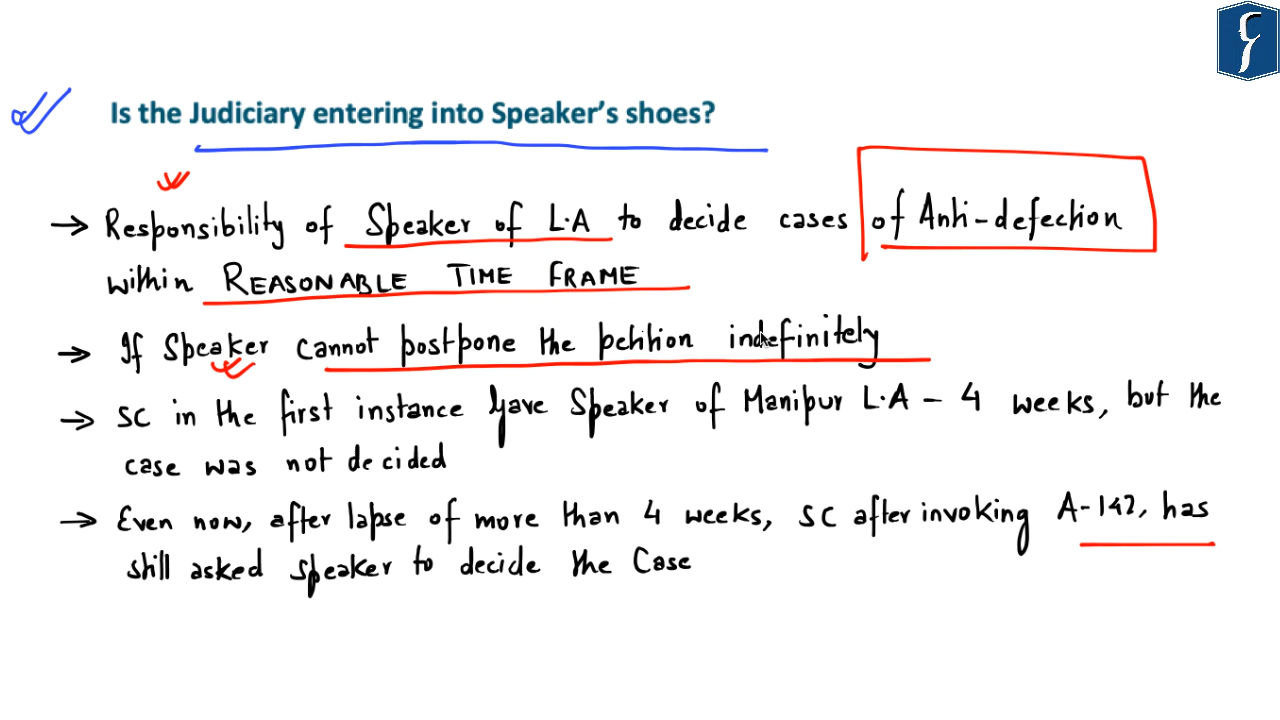 Is the Judiciary entering into Speaker's shoes?
→ Responsibility of Speaker of L.A to decide cases of Anti-defection
within REASONABLE TIME FRAME
→ If Speaker cannot postpone the petition indefinitely
→ SC in the first instance gave Speaker of Manipur L.A - 4 weeks, but the
case was not decided
→ Even now, after lapse of more than 4 weeks, SC after invoking A-142, has
still asked speaker to decide the Case